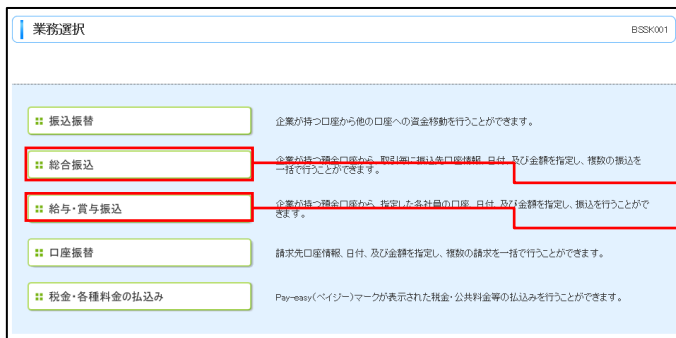 業務選択
BSSK001
振込振替
企業が持つ口座から他の口座への資金移動を行うことができます。
総合振込
企業が持つ預金口座から、取引毎に振込先口座情報、日付、及び金額を指定し、複数の振込を
一括で行うことができます。
給与・賞与振込
企業が持つ預金口座から、指定した各社員の口座、日付、及び金額を指定し、振込を行うことがで
きます。
口座振替
請求先口座情報、日付、及び金額を指定し、複数の請求を一括で行うことができます。
税金・各種料金の払込み
Pay-easy(ペイジー)マークが表示された税金・公共料金等の払込みを行うことができます。